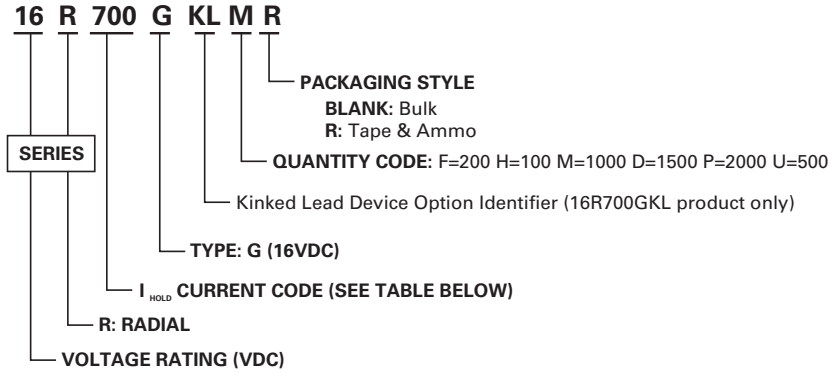 16 R 700 G KL M R
PACKAGING STYLE
BLANK: Bulk
R: Tape & Ammo
SERIES
QUANTITY CODE: F=200 H=100 M=1000 D=1500 P=2000 U=500
Kinked Lead Device Option Identifier (16R700GKL product only)
TYPE: G (16VDC)
I HOLD CURRENT CODE (SEE TABLE BELOW)
R: RADIAL
VOLTAGE RATING (VDC)